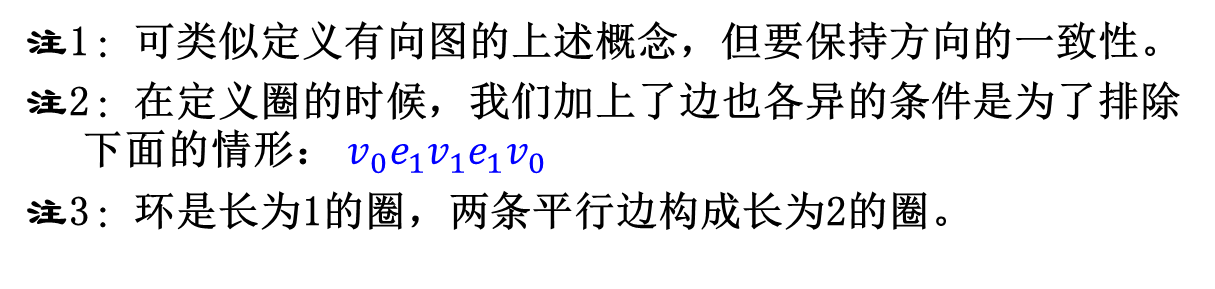 注1：可类似定义有向图的上述概念，但要保持方向的一致性。
注2：在定义圈的时候，我们加上了边也各异的条件是为了排除
下面的情形： v₀e₁v₁e₁v₀
注3：环是长为1的圈，两条平行边构成长为2的圈。